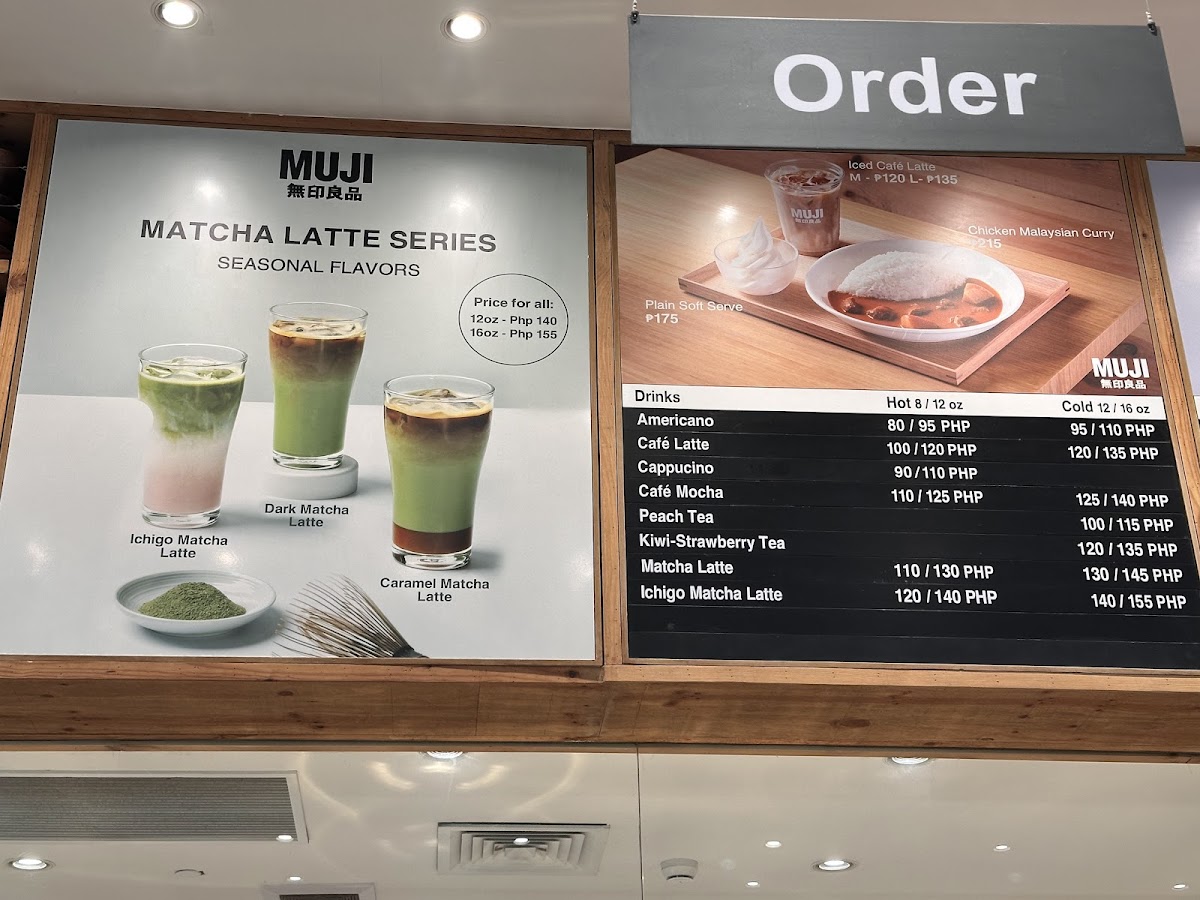 Order
MUJI
無印良品
MATCHA LATTE SERIES
SEASONAL FLAVORS
Price for all:
12oz - Php 140
16oz - Php 155
Dark Matcha
Latte
Ichigo Matcha
Latte
Caramel Matcha
Latte
Iced Café Latte
M - ₱120 L- ₱135
MUJI
無印良品
Chicken Malaysian Curry
₱215
Plain Soft Serve
₱175
MUJI
無印良品
Drinks Hot 8 / 12 oz Cold 12 / 16 oz
Americano 80 / 95 PHP 95 / 110 PHP
Café Latte 100 / 120 PHP 120 / 135 PHP
Cappucino 90 / 110 PHP
Café Mocha 110 / 125 PHP 125 / 140 PHP
Peach Tea 100 / 115 PHP
Kiwi-Strawberry Tea 120 / 135 PHP
Matcha Latte 110 / 130 PHP 130 / 145 PHP
Ichigo Matcha Latte 120 / 140 PHP 140 / 155 PHP